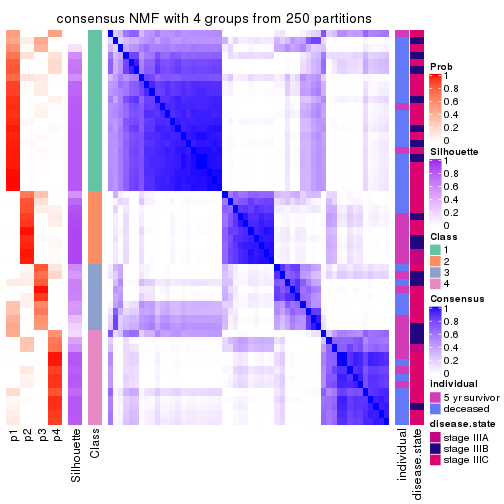 consensus NMF with 4 groups from 250 partitions
p1
p2
p3
p4
Silhouette
Class
individual
disease.state
Prob
1
0.8
0.6
0.4
0.2
0
Silhouette
1
0.8
0.6
0.4
0.2
0
Class
1
2
3
4
Consensus
1
0.8
0.6
0.4
0.2
0
individual
5 yr survivor
deceased
disease.state
stage IIIA
stage IIIB
stage IIIC